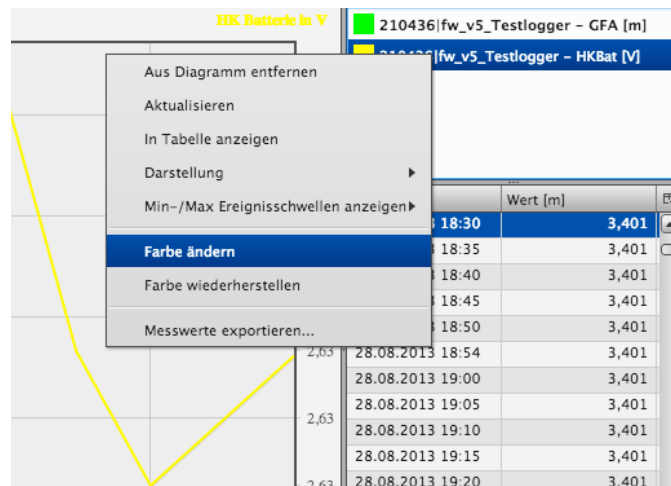 HK Batterie in V
210436|fw_v5_Testlogger – GFA [m]
|fw_v5_Testlogger – HKBat [V]
Aus Diagramm entfernen
Aktualisieren
In Tabelle anzeigen
Darstellung
Min–/Max Ereignisschwellen anzeigen
Farbe ändern
Farbe wiederherstellen
Messwerte exportieren...
2,63
2,63
2,63
Wert [m]
18:30 3,401
18:35 3,401
18:40 3,401
18:45 3,401
18:50 3,401
28.08.2013 18:54 3,401
28.08.2013 19:00 3,401
28.08.2013 19:05 3,401
28.08.2013 19:10 3,401
28.08.2013 19:15 3,401
28.08.2013 19:20 3,401